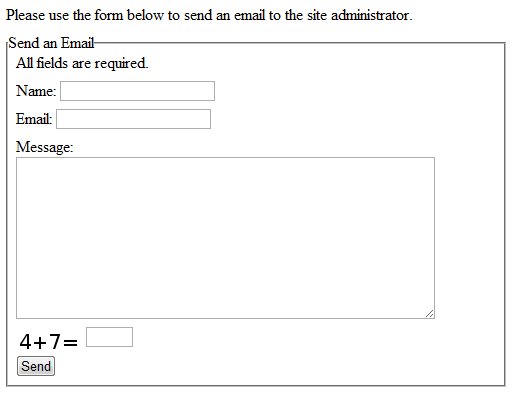 Please use the form below to send an email to the site administrator.
Send an Email
All fields are required.
Name:
Email:
Message:
4+7=
Send